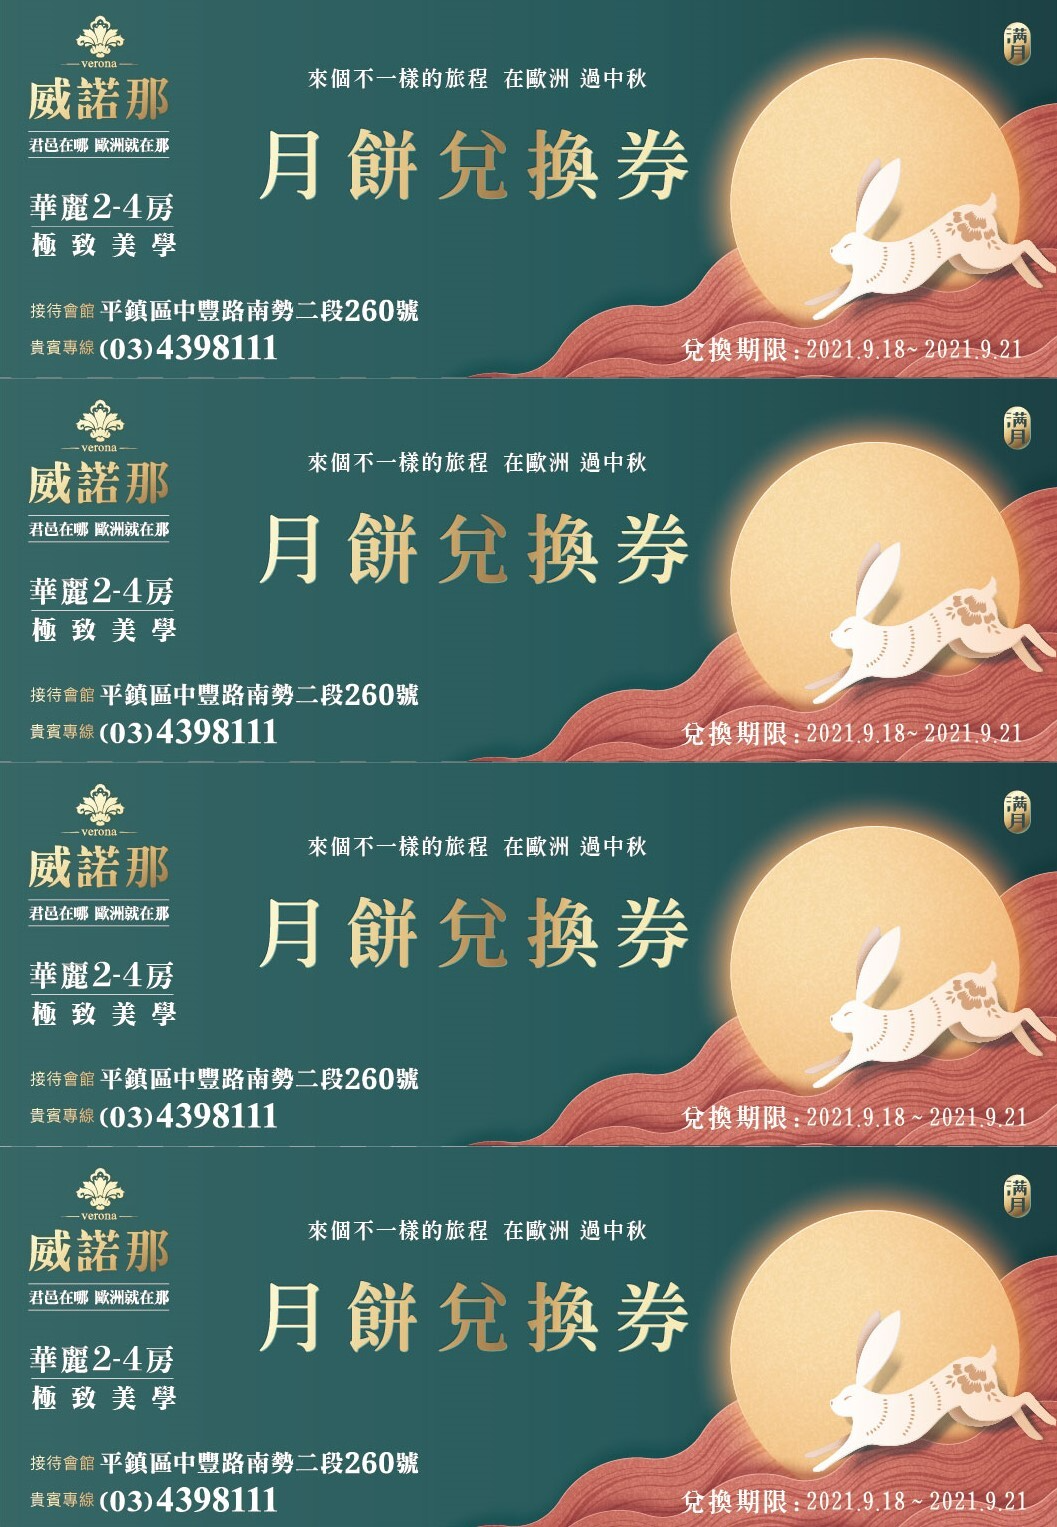 verona
威諾那
君邑在哪 歐洲就在那
華麗2-4房
極致美學
來個不一樣的旅程 在歐洲 過中秋
月餅兌換券
满月
接待會館 平鎮區中豐路南勢二段260號
貴賓專線 (03)4398111
兌換期限：2021.9.18~ 2021.9.21
verona
威諾那
君邑在哪 歐洲就在那
華麗2-4房
極致美學
來個不一樣的旅程 在歐洲 過中秋
月餅兌換券
满月
接待會館 平鎮區中豐路南勢二段260號
貴賓專線 (03)4398111
兌換期限：2021.9.18~ 2021.9.21
verona
威諾那
君邑在哪 歐洲就在那
華麗2-4房
極致美學
來個不一樣的旅程 在歐洲 過中秋
月餅兌換券
满月
接待會館 平鎮區中豐路南勢二段260號
貴賓專線 (03)4398111
兌換期限：2021.9.18 ~ 2021.9.21
verona
威諾那
君邑在哪 歐洲就在那
華麗2-4房
極致美學
來個不一樣的旅程 在歐洲 過中秋
月餅兌換券
满月
接待會館 平鎮區中豐路南勢二段260號
貴賓專線 (03)4398111
兌換期限：2021.9.18 ~ 2021.9.21